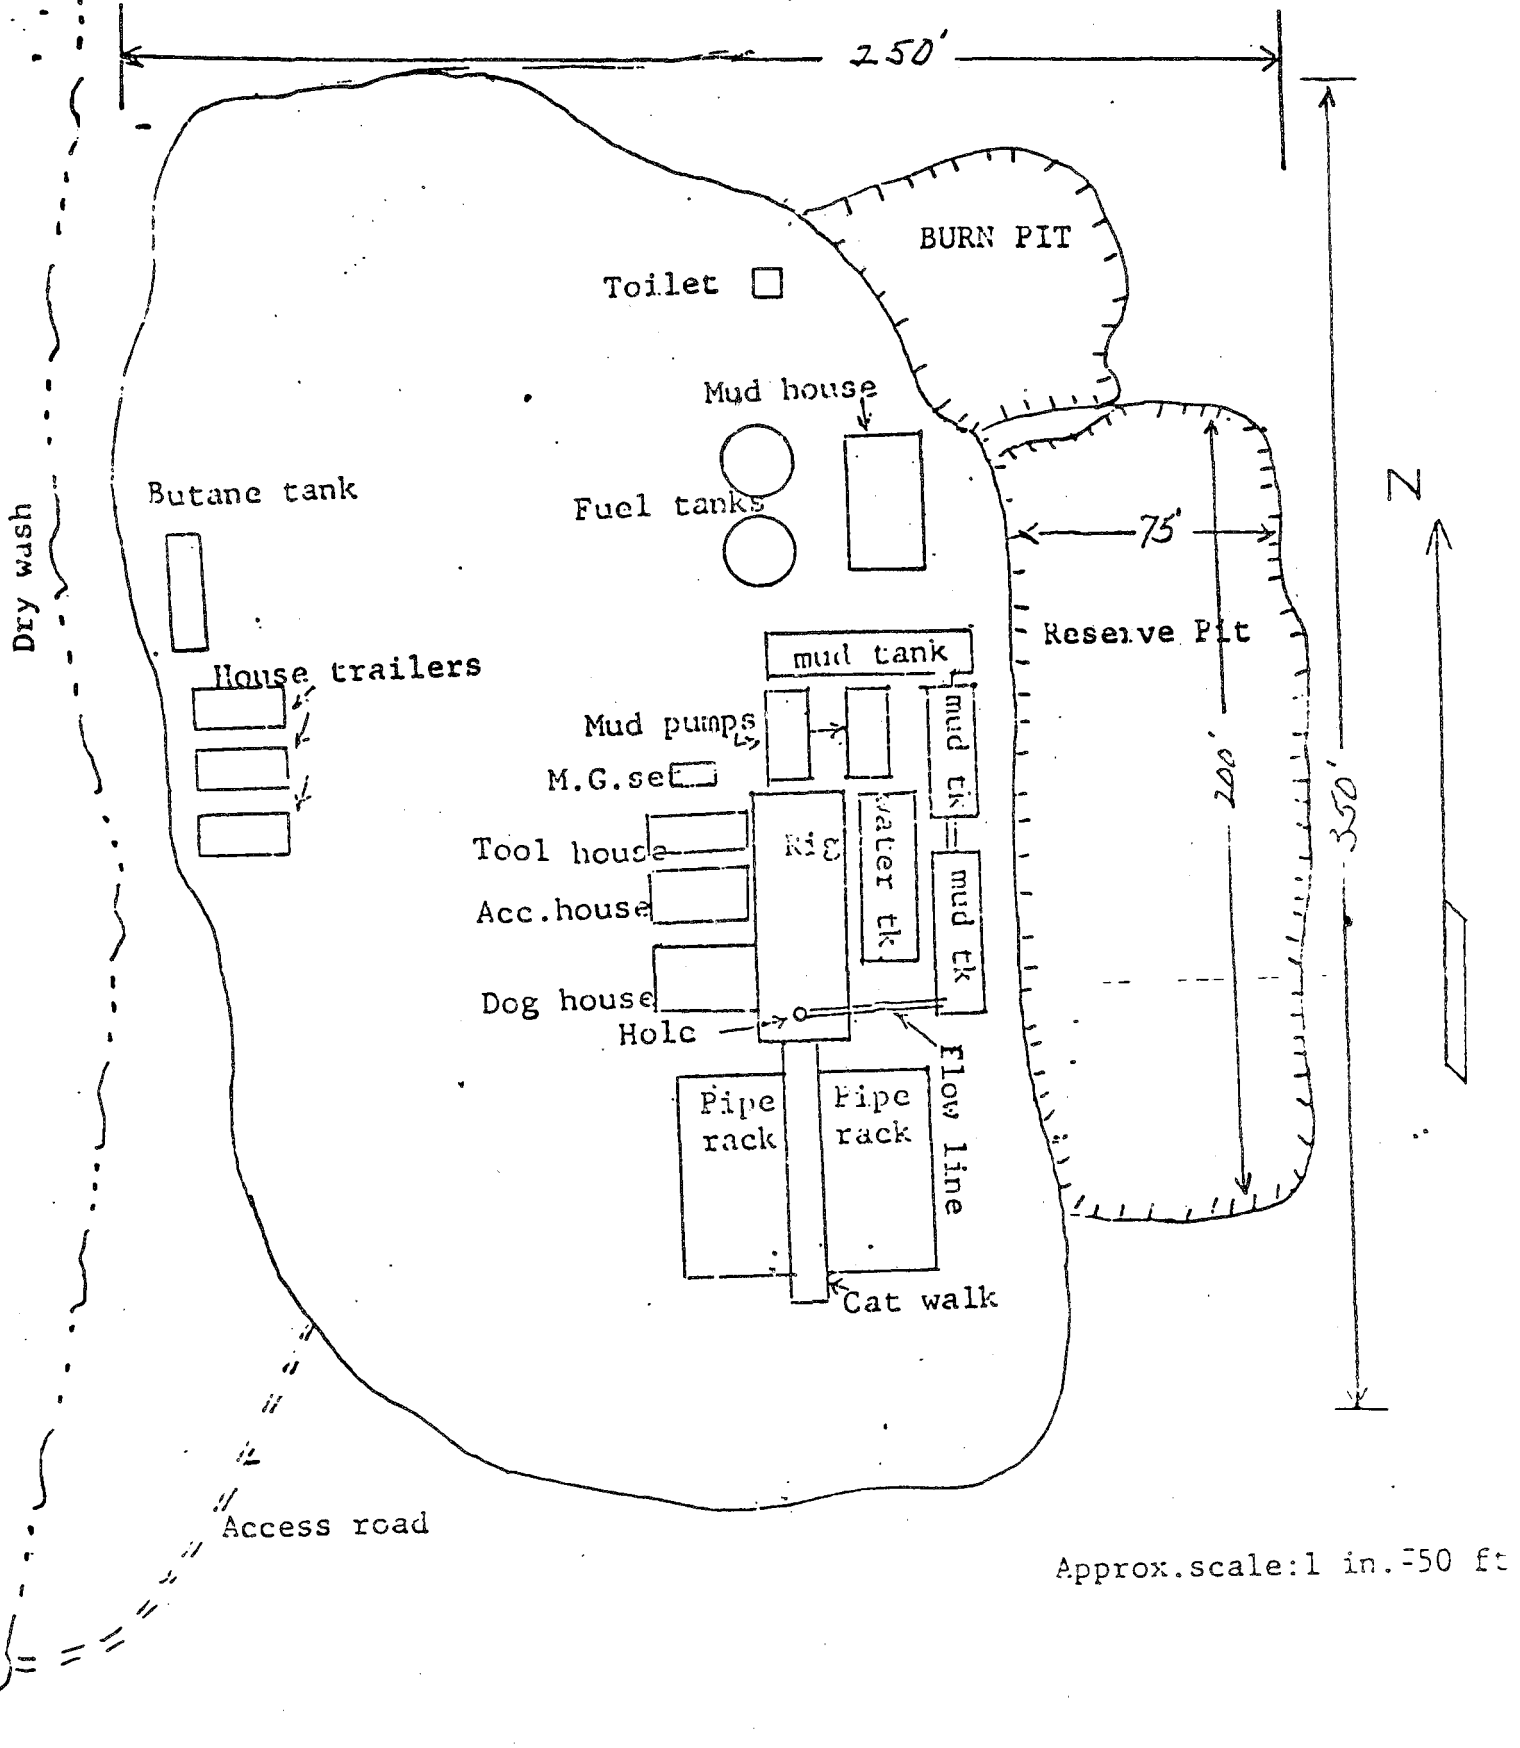 250'
BURN PIT
Toilet
Mud house
Butane tank
Fuel tanks
N
75'
Dry wash
Reserve Pit
mud tank
House trailers
Mud pumps
mud tk
M.G.set
200'
350'
Tool house
Rig
water tk
Acc.house
mud tk
Dog house
Hole
Flow line
Pipe
rack
Pipe
rack
Cat walk
Access road
Approx.scale:1 in.=50 ft